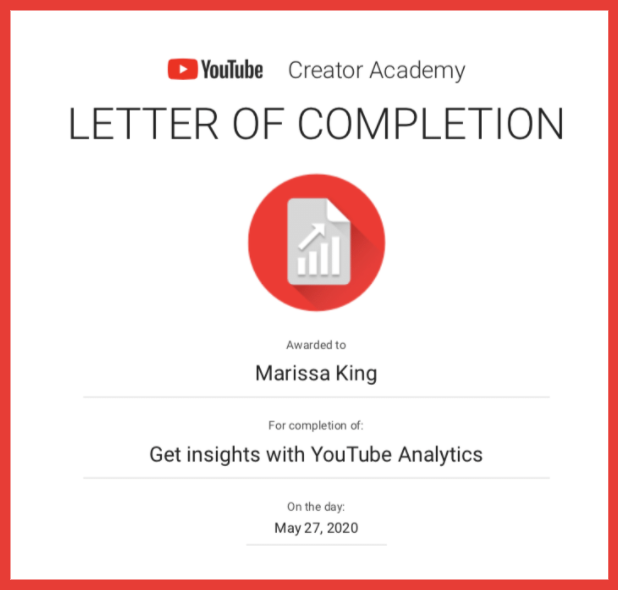 YouTube Creator Academy
LETTER OF COMPLETION
Awarded to
Marissa King
For completion of:
Get insights with YouTube Analytics
On the day:
May 27, 2020